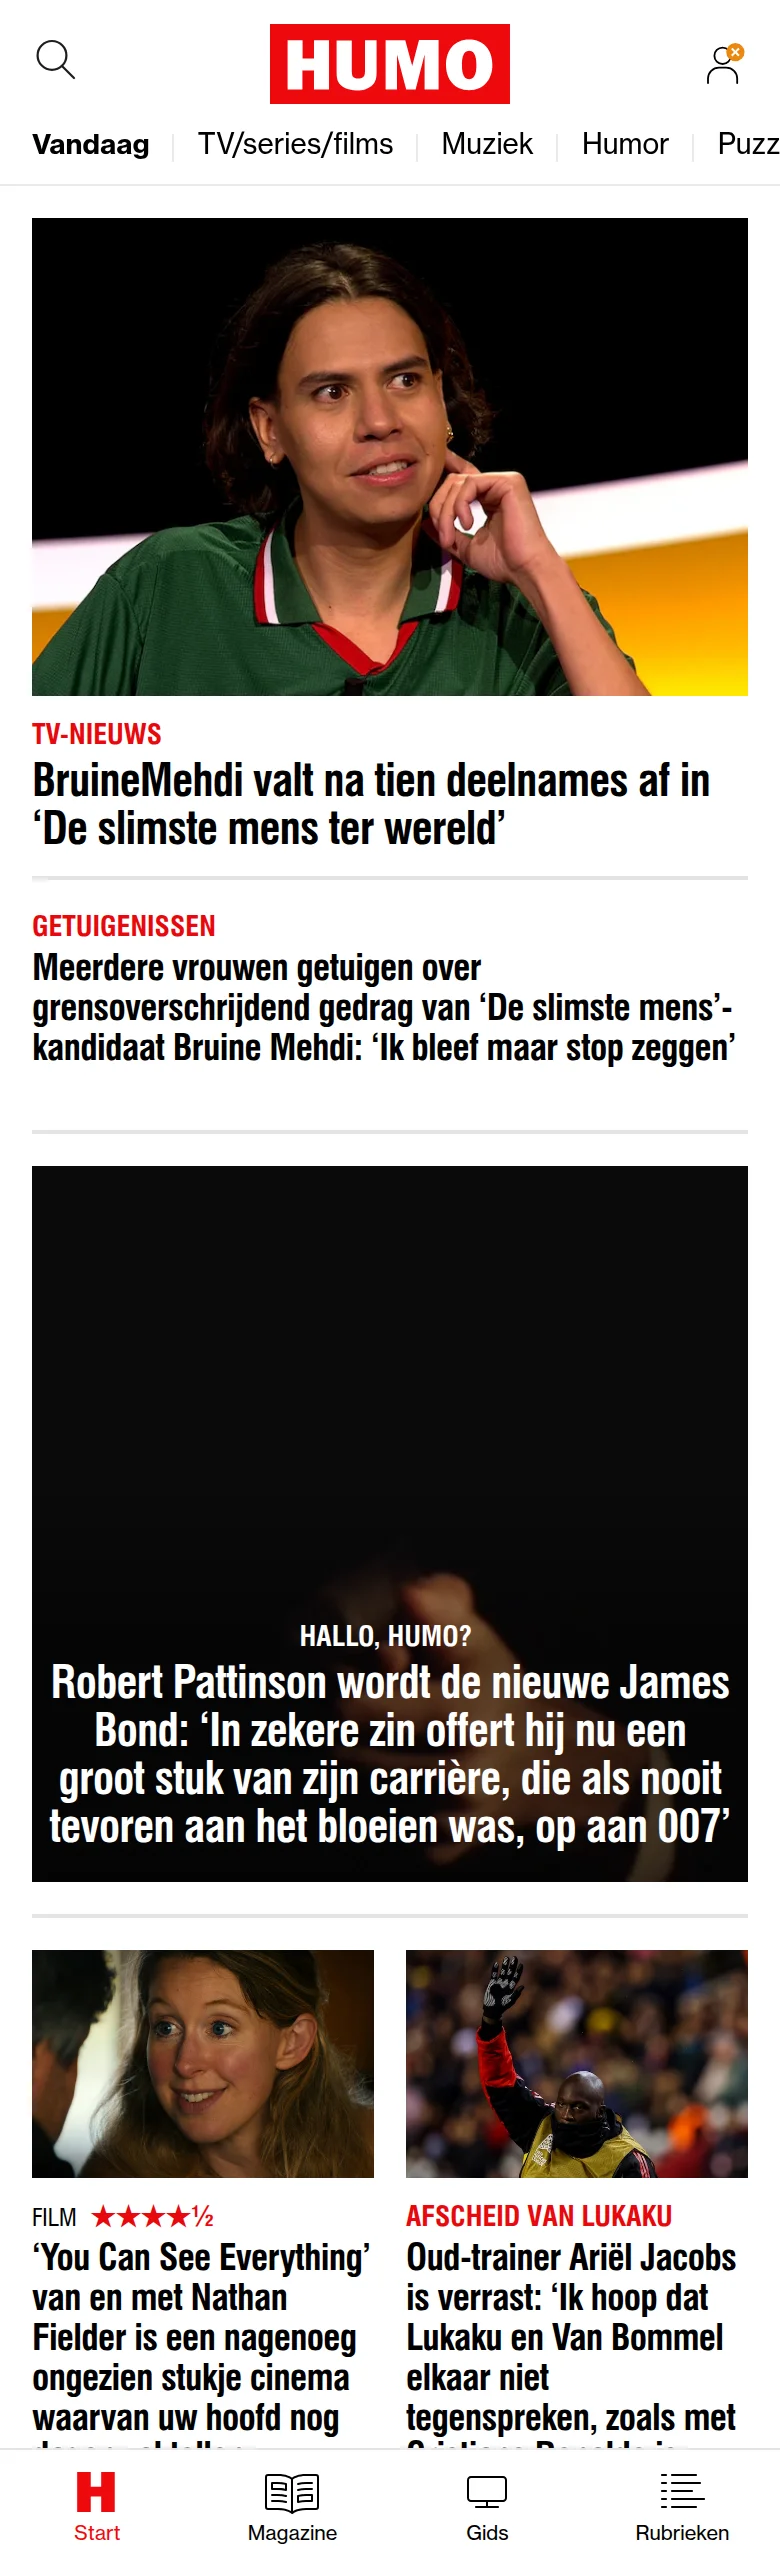 HUMO
Vandaag
TV/series/films
Muziek
Humor
Puzz
TV-NIEUWS
BruineMehdi valt na tien deelnames af in
‘De slimste mens ter wereld’
GETUIGENISSEN
Meerdere vrouwen getuigen over
grensoverschrijdend gedrag van ‘De slimste mens’-
kandidaat Bruine Mehdi: ‘Ik bleef maar stop zeggen’
HALLO, HUMO?
Robert Pattinson wordt de nieuwe James
Bond: ‘In zekere zin offert hij nu een
groot stuk van zijn carrière, die als nooit
tevoren aan het bloeien was, op aan 007’
FILM ★★★★½
‘You Can See Everything’
van en met Nathan
Fielder is een nagenoeg
ongezien stukje cinema
waarvan uw hoofd nog
AFSCHEID VAN LUKAKU
Oud-trainer Ariël Jacobs
is verrast: ‘Ik hoop dat
Lukaku en Van Bommel
elkaar niet
tegenspreken, zoals met
H
Start
Magazine
Gids
Rubrieken